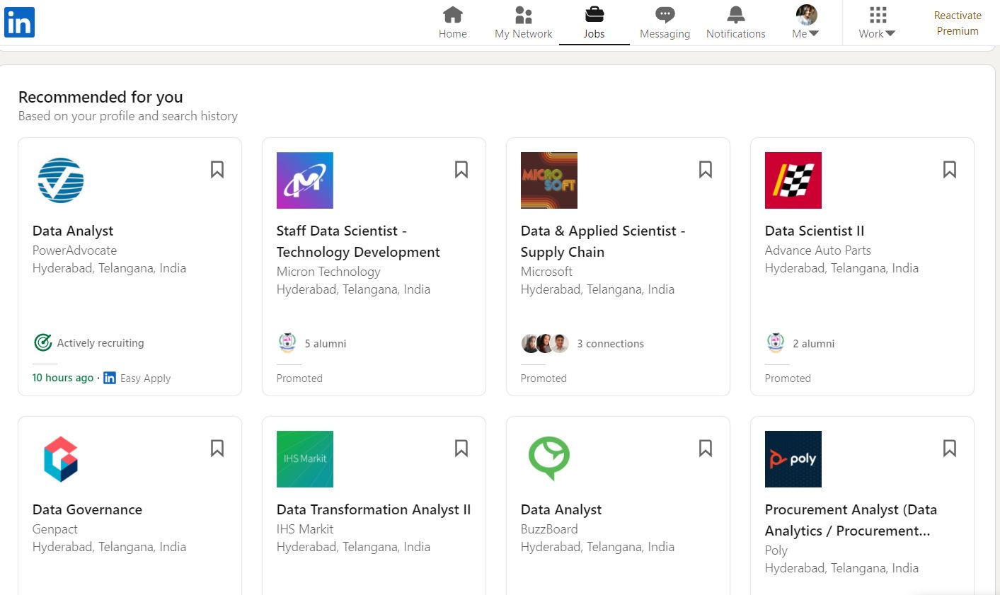 in
Home
My Network
Jobs
Messaging
Notifications
Me
Work
Reactivate
Premium
Recommended for you
Based on your profile and search history
Data Analyst
PowerAdvocate
Hyderabad, Telangana, India
Actively recruiting
10 hours ago · in Easy Apply
M
Staff Data Scientist -
Technology Development
Micron Technology
Hyderabad, Telangana, India
5 alumni
Promoted
MICRO
SOFT
Data & Applied Scientist -
Supply Chain
Microsoft
Hyderabad, Telangana, India
3 connections
Promoted
Data Scientist II
Advance Auto Parts
Hyderabad, Telangana, India
2 alumni
Promoted
Data Governance
Genpact
Hyderabad, Telangana, India
IHS Markit
Data Transformation Analyst II
IHS Markit
Hyderabad, Telangana, India
Data Analyst
BuzzBoard
Hyderabad, Telangana, India
poly
Procurement Analyst (Data
Analytics / Procurement...
Poly
Hyderabad, Telangana, India